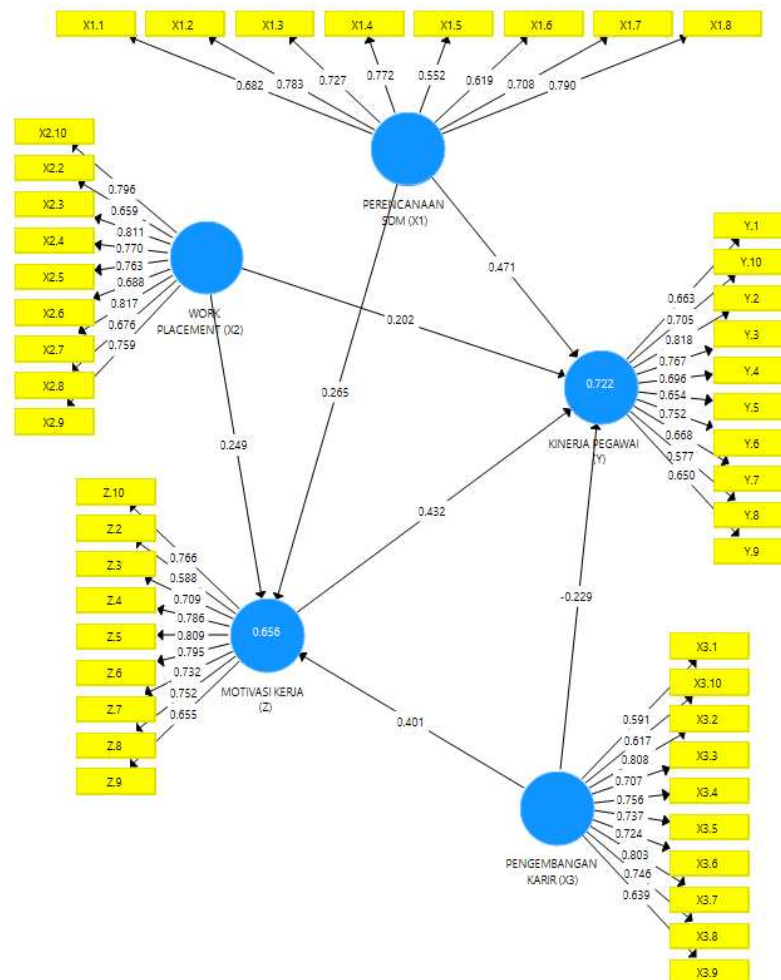 X1.1
X1.2
X1.3
X1.4
X1.5
X1.6
X1.7
X1.8
0.682
0.783
0.727
0.772
0.552
0.619
0.708
0.790
PERENCANAAN
SDM (X1)
X2.10
X2.2
X2.3
X2.4
X2.5
X2.6
X2.7
X2.8
X2.9
0.796
0.659
0.811
0.770
0.763
0.688
0.817
0.676
0.759
WORK
PLACEMENT (X2)
0.471
0.202
0.265
0.249
0.432
-0.229
0.401
Y.1
Y.10
Y.2
Y.3
Y.4
Y.5
Y.6
Y.7
Y.8
Y.9
0.663
0.705
0.818
0.767
0.696
0.654
0.752
0.668
0.577
0.650
0.722
KINERJA PEGAWAI
(Y)
Z.10
Z.2
Z.3
Z.4
Z.5
Z.6
Z.7
Z.8
Z.9
0.766
0.588
0.709
0.786
0.809
0.795
0.732
0.752
0.655
0.656
MOTIVASI KERJA
(Z)
X3.1
X3.10
X3.2
X3.3
X3.4
X3.5
X3.6
X3.7
X3.8
X3.9
0.591
0.617
0.808
0.707
0.756
0.737
0.724
0.803
0.746
0.639
PENGEMBANGAN
KARIR (X3)